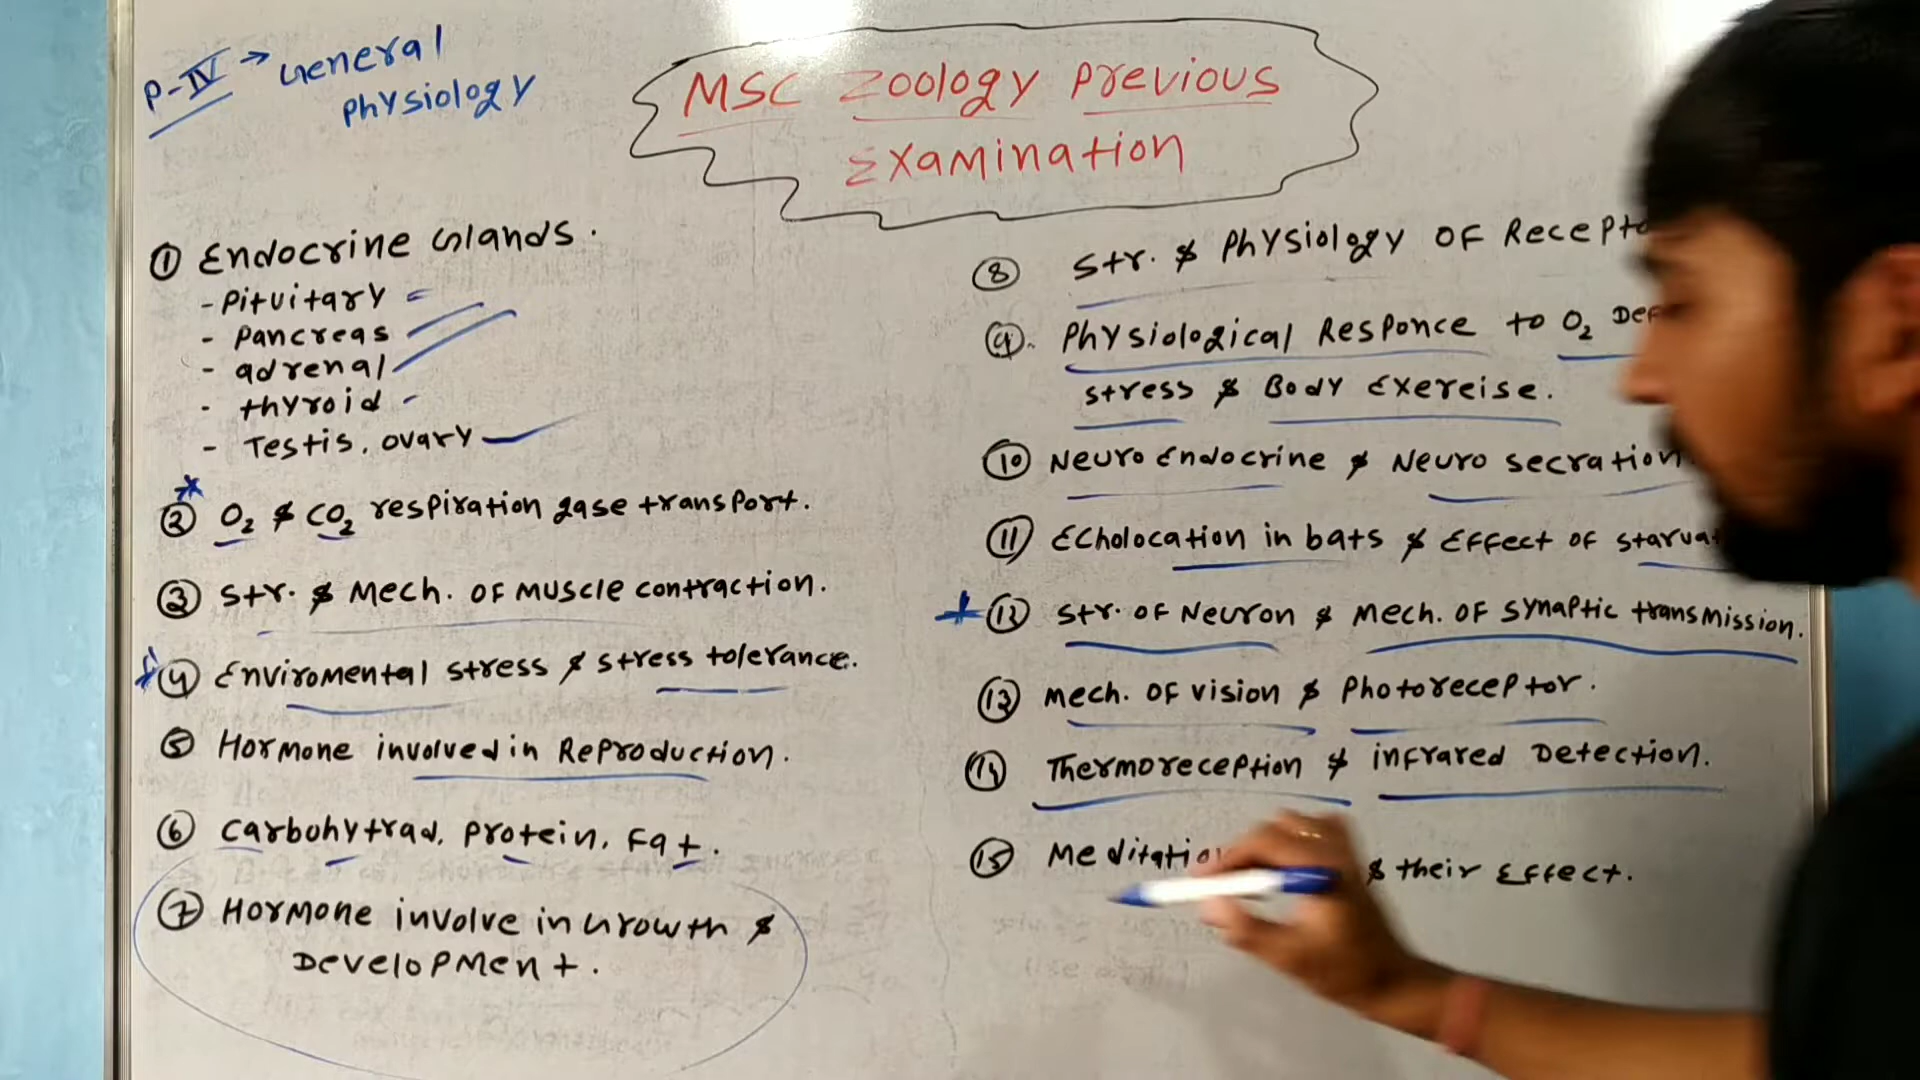 P-IV → General
Physiology
MSC Zoology Previous
Examination
① Endocrine Glands.
- Pituitary
- Pancreas
- adrenal
- thyroid
- Testis, ovary
② O₂ & CO₂ respiration gase transport.
③ Str. & Mech. of Muscle contraction.
④ Enviromental stress & stress tolerance.
⑤ Hormone involved in Reproduction.
⑥ Carbohytrad, Protein, Fat.
⑦ Hormone involve in Growth &
Development.
⑧ Str. & Physiology of
⑨. Physiological Responce to O₂
stress & Body Exereise.
⑩ Neuro Endocrine & Neuro secration
⑪ Echolocation in bats & Effect of
⑫ Str. of Neuron & Mech. of Synaptic transmission.
⑬ Mech. of vision & Photoreceptor.
⑭ Thermoreception & infrared Detection.
⑮ & their Effect.